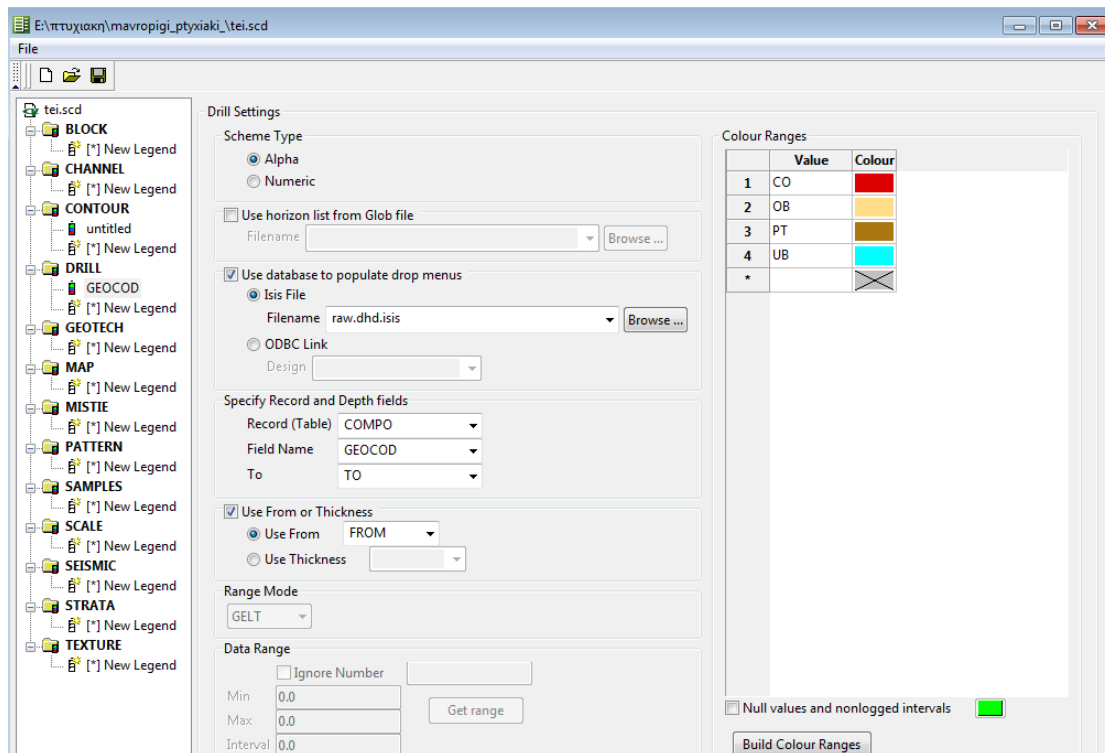 E:\πτυχιακη\mavropigi_ptyxiaki_\tei.scd
File
tei.scd
BLOCK
[*] New Legend
CHANNEL
[*] New Legend
CONTOUR
untitled
[*] New Legend
DRILL
GEOCOD
[*] New Legend
GEOTECH
[*] New Legend
MAP
[*] New Legend
MISTIE
[*] New Legend
PATTERN
[*] New Legend
SAMPLES
[*] New Legend
SCALE
[*] New Legend
SEISMIC
[*] New Legend
STRATA
[*] New Legend
TEXTURE
[*] New Legend
Drill Settings
Scheme Type
Alpha
Numeric
Use horizon list from Glob file
Filename Browse ...
Use database to populate drop menus
Isis File
Filename raw.dhd.isis Browse ...
ODBC Link
Design
Specify Record and Depth fields
Record (Table) COMPO
Field Name GEOCOD
To TO
Use From or Thickness
Use From FROM
Use Thickness
Range Mode
GELT
Data Range
Ignore Number
Min 0.0
Get range
Max 0.0
Interval 0.0
Colour Ranges
Value Colour
1 CO
2 OB
3 PT
4 UB
*
Null values and nonlogged intervals
Build Colour Ranges